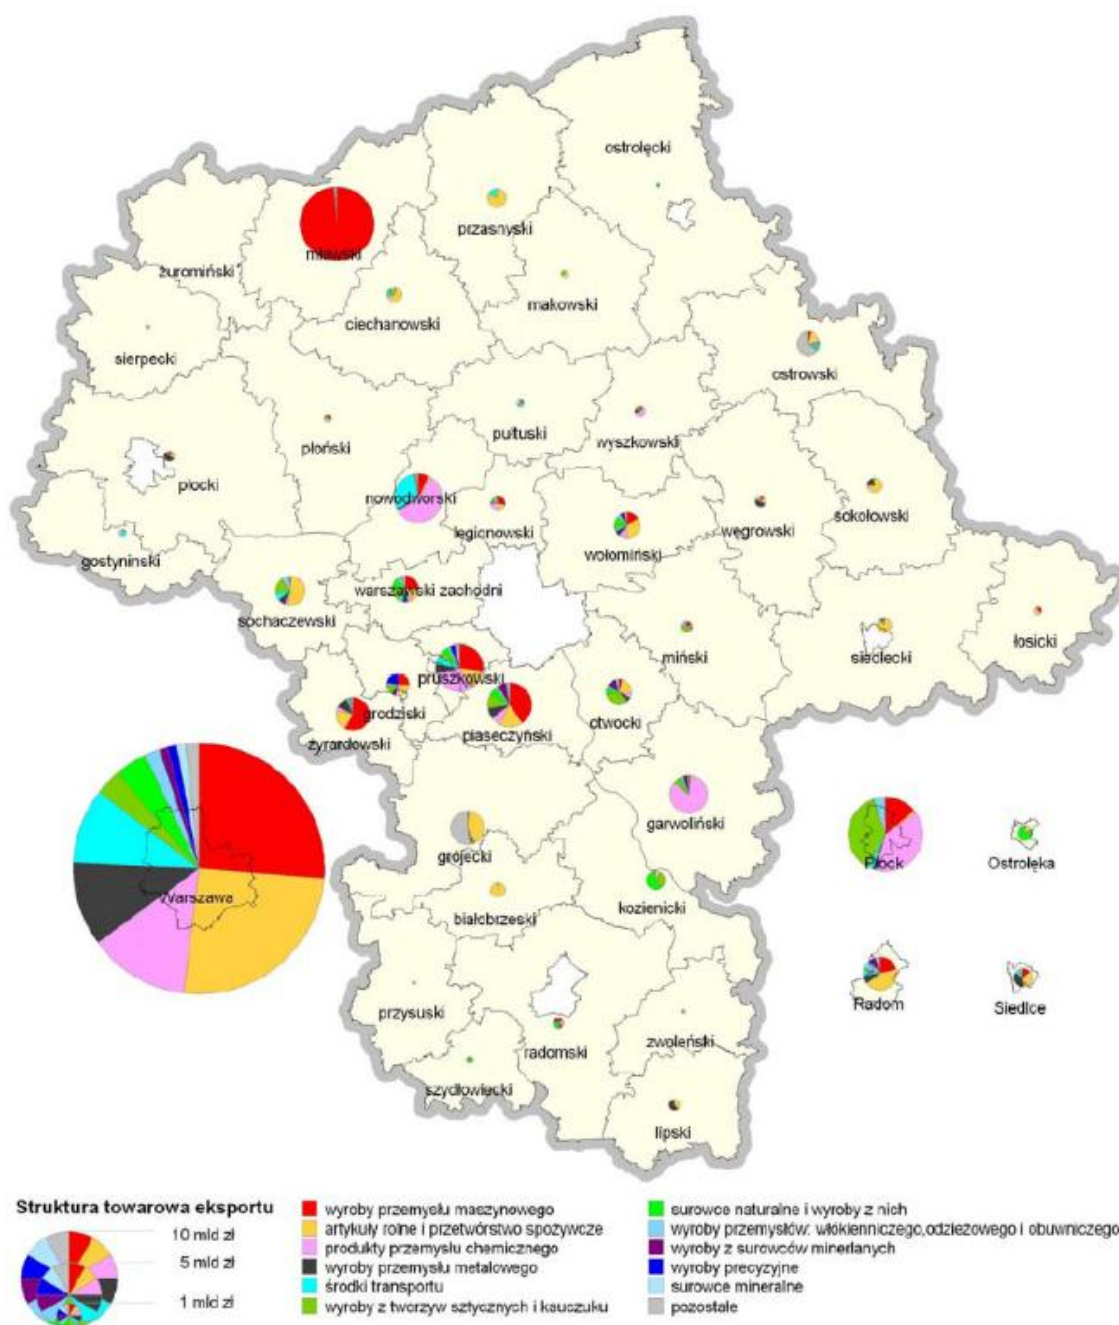 ostrołęcki
przasnyski
mławski
żuromiński
makowski
ciechanowski
sierpecki
ostrowski
pułtuski
wyszkowski
płoński
płocki
nowodworski
legionowski
wołomiński
węgrowski
sokołowski
gostyninski
warszawski zachodni
sochaczewski
łosicki
miński
siedlecki
pruszkowski
grodziski
otwocki
piaseczyński
żyrardowski
garwoliński
grojecki
Płock
Ostrołęka
Warszawa
białobrzeski
kozienicki
Radom
Siedlce
przysuski
radomski
zwoleński
szydłowiecki
lipski
Struktura towarowa eksportu
10 mld zł
5 mld zł
1 mld zł
wyroby przemysłu maszynowego
artykuły rolne i przetwórstwo spożywcze
produkty przemysłu chemicznego
wyroby przemysłu metalowego
środki transportu
wyroby z tworzyw sztycznych i kauczuku
surowce naturalne i wyroby z nich
wyroby przemysłów: włókienniczego,odzieżowego i obuwniczego
wyroby z surowców minerlanych
wyroby precyzyjne
surowce mineralne
pozostałe